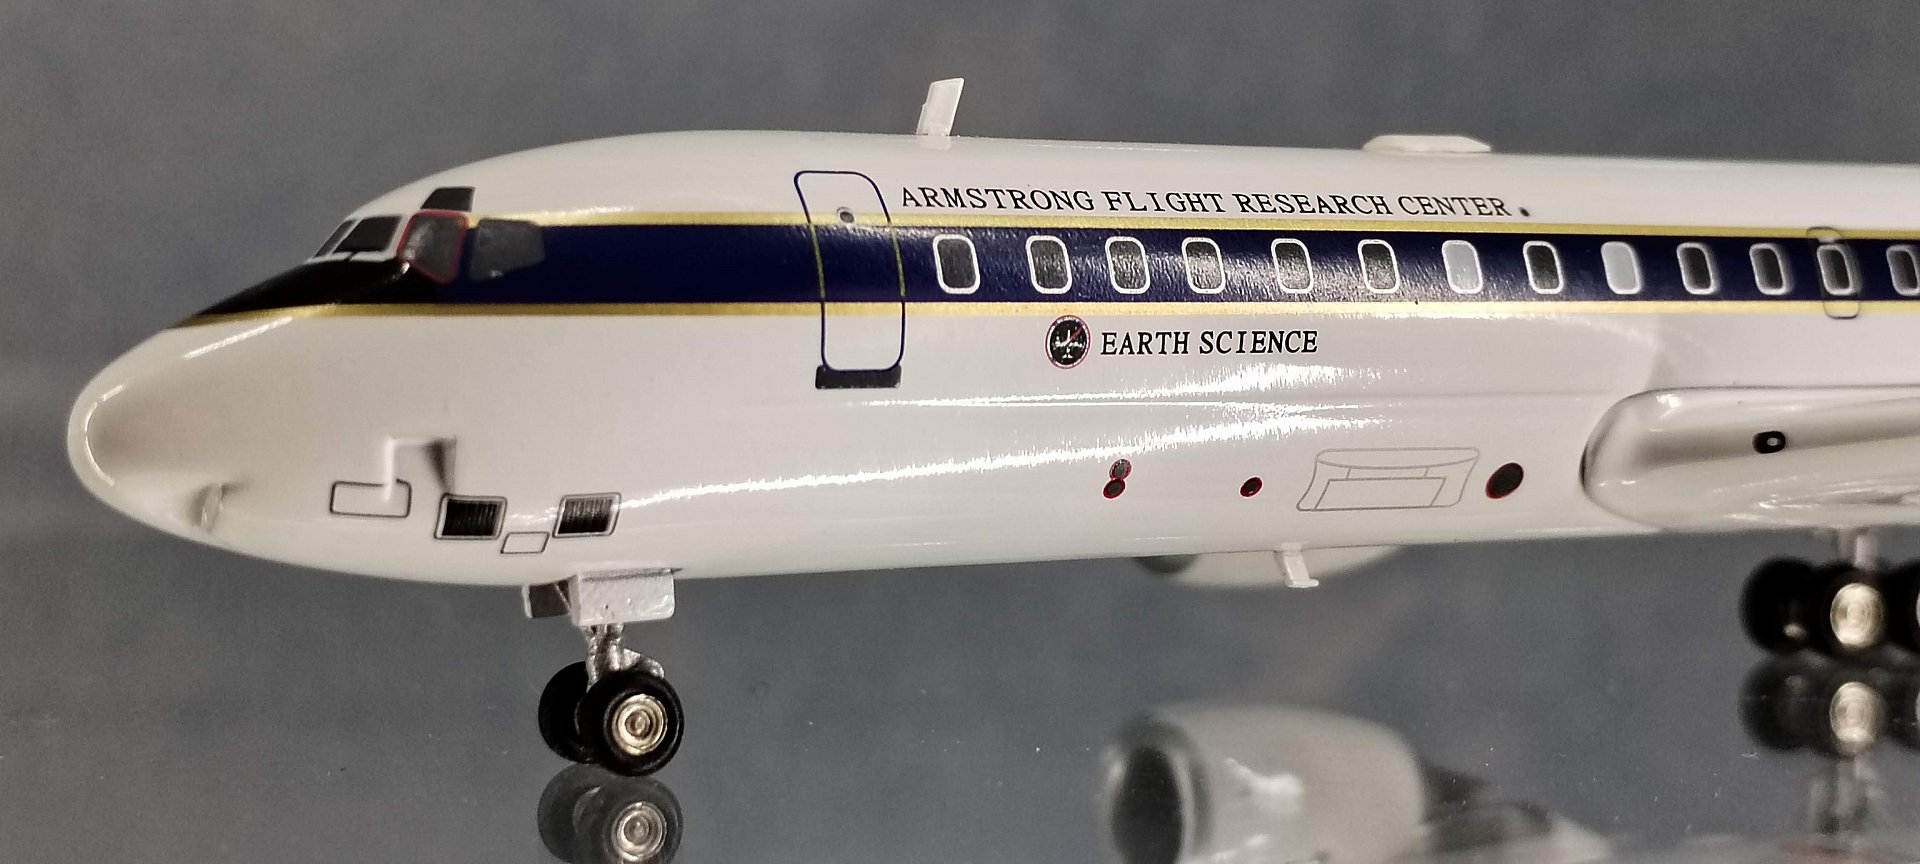 ARMSTRONG FLIGHT RESEARCH CENTER
EARTH SCIENCE